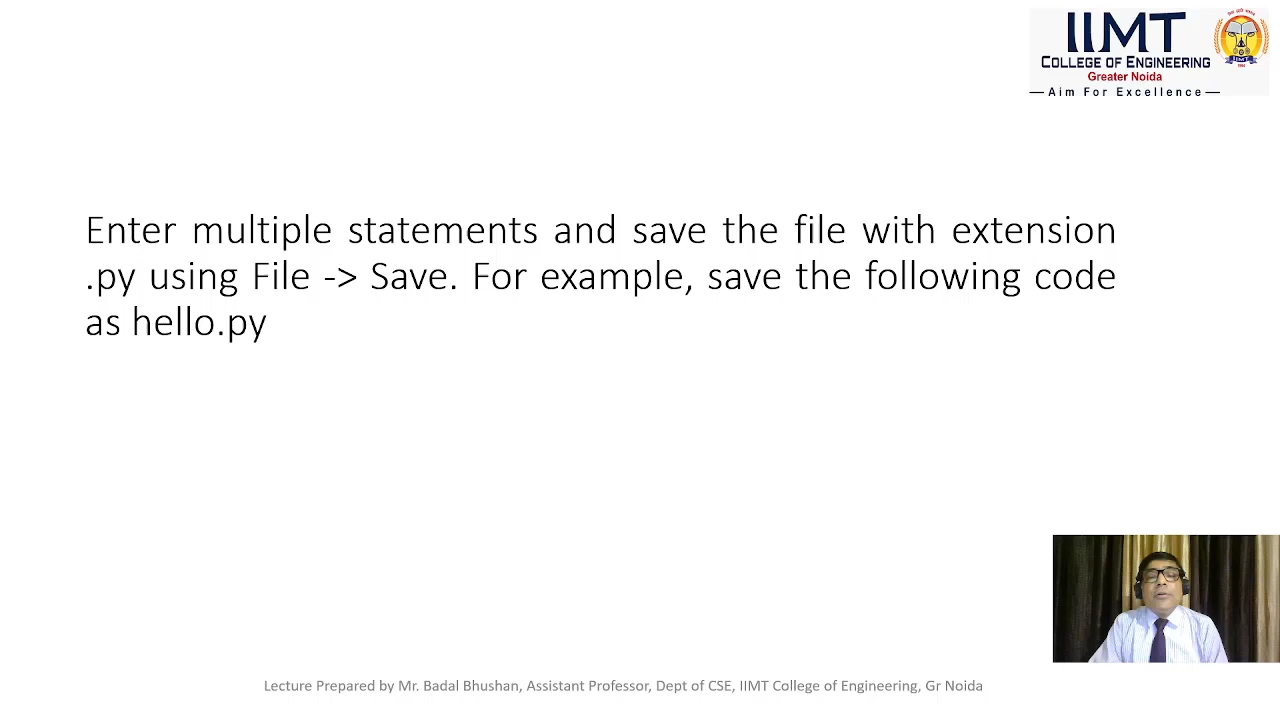 IIMT
COLLEGE OF ENGINEERING
Greater Noida
Aim For Excellence
Enter multiple statements and save the file with extension
.py using File -> Save. For example, save the following code
as hello.py
Lecture Prepared by Mr. Badal Bhushan, Assistant Professor, Dept of CSE, IIMT College of Engineering, Gr Noida